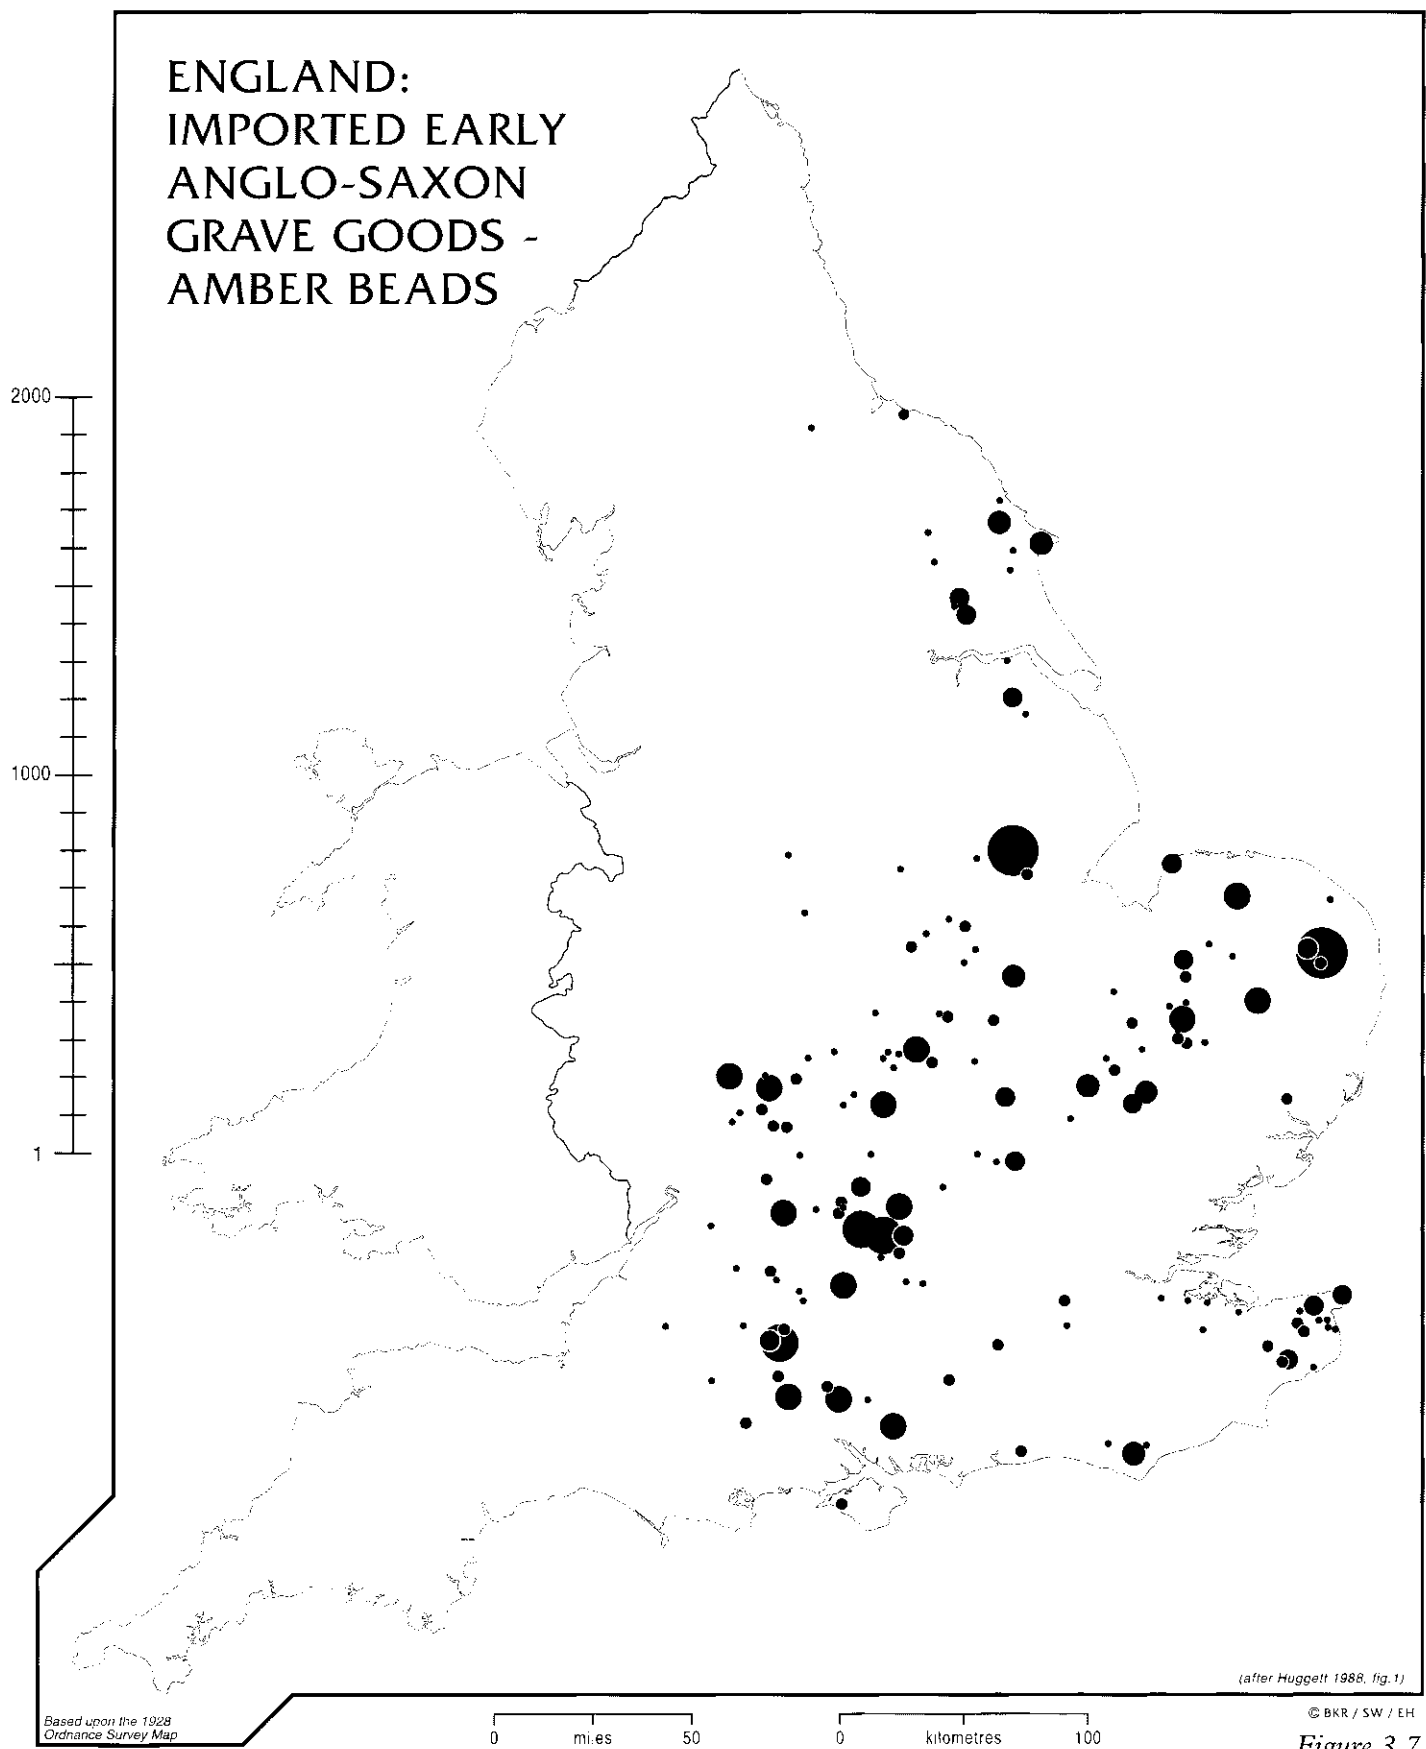 ENGLAND:
IMPORTED EARLY
ANGLO-SAXON
GRAVE GOODS -
AMBER BEADS
2000
1000
1
(after Huggett 1988, fig.1)
Based upon the 1928
Ordnance Survey Map
0 miles 50
0 kilometres 100
© BKR / SW / EH
Figure 3.7